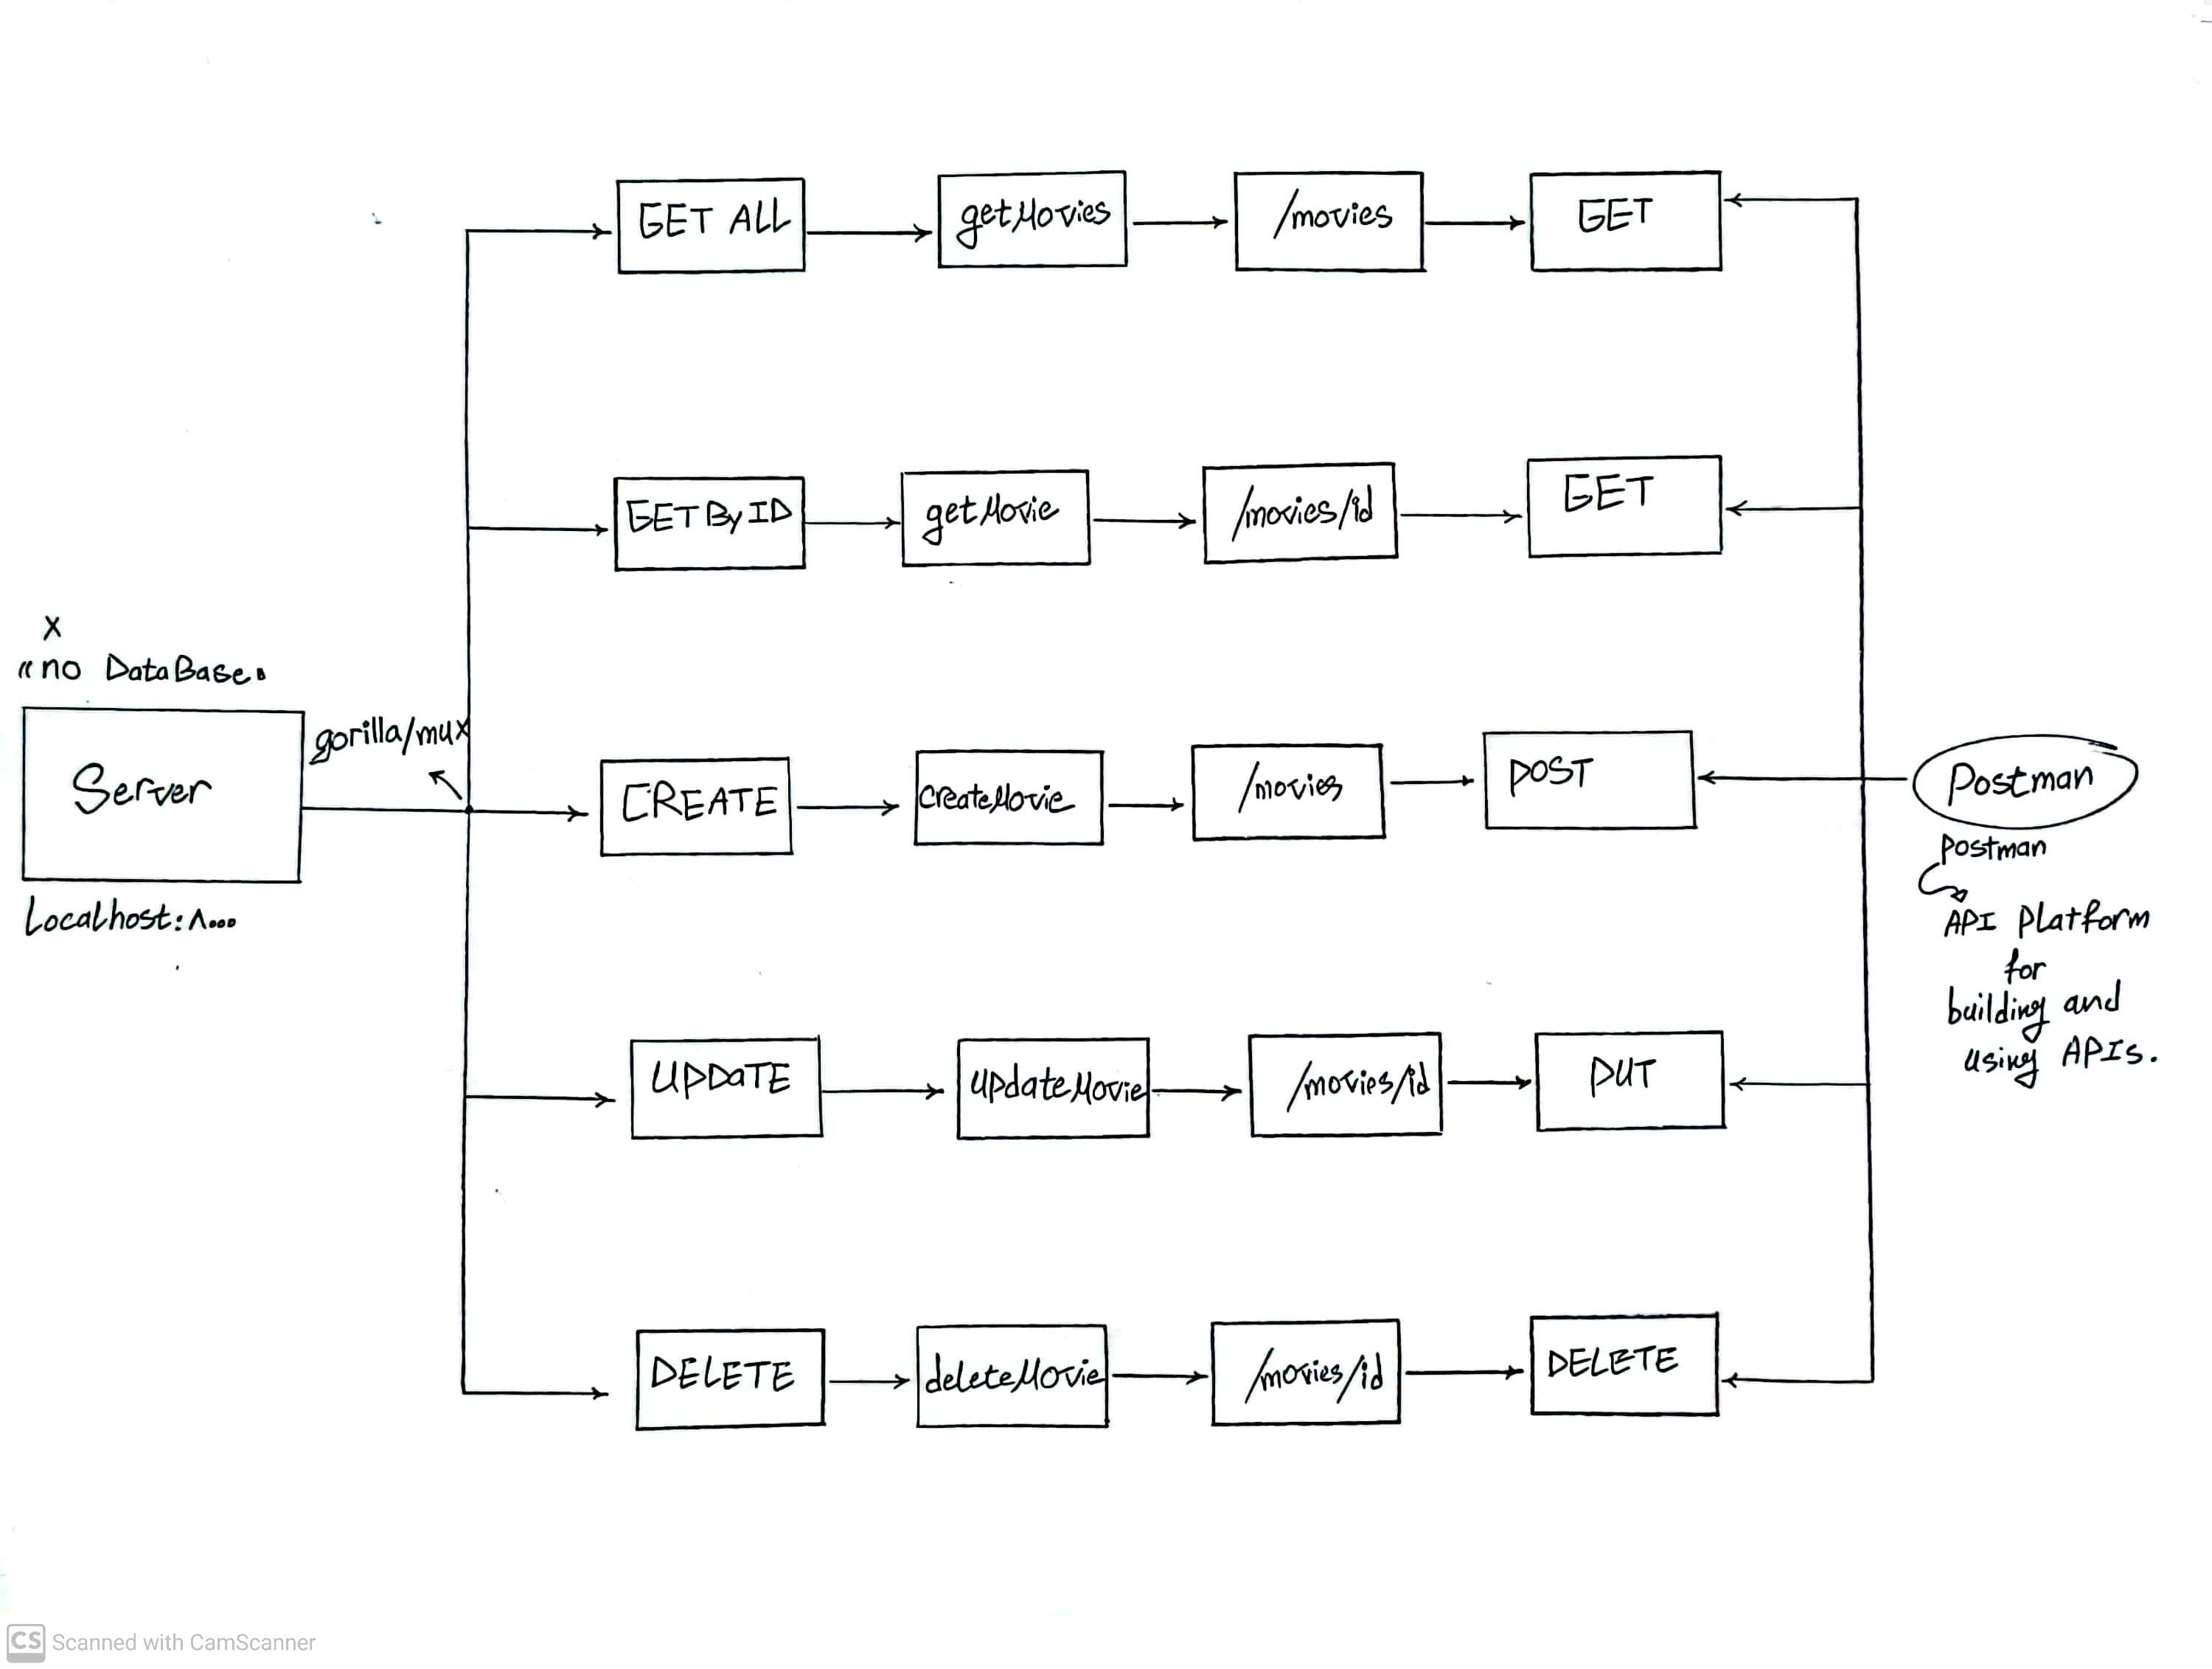 GET ALL
getMovies
/movies
GET
GET By ID
getMovie
/movies/id
GET
x
“no DataBase.
Server
gorilla/mux
Localhost:۸۰۰۰
CREATE
createMovie
/movies
POST
Postman
Postman
API Platform
for
building and
using APIs.
UPDaTE
updateMovie
/movies/id
PUT
DELETE
deleteMovie
/movies/id
DELETE
CS Scanned with CamScanner